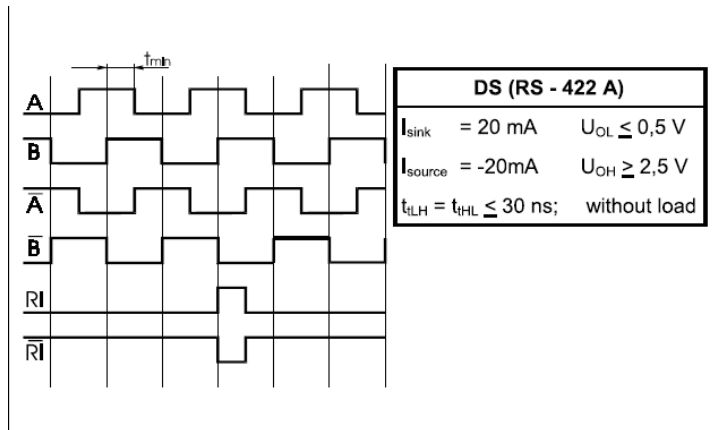 tmin
A
B
A̅
B̅
RI
R̅I̅
DS (RS - 422 A)
Isink = 20 mA UOL ≤ 0,5 V
Isource = -20mA UOH ≥ 2,5 V
ttLH = ttHL ≤ 30 ns; without load